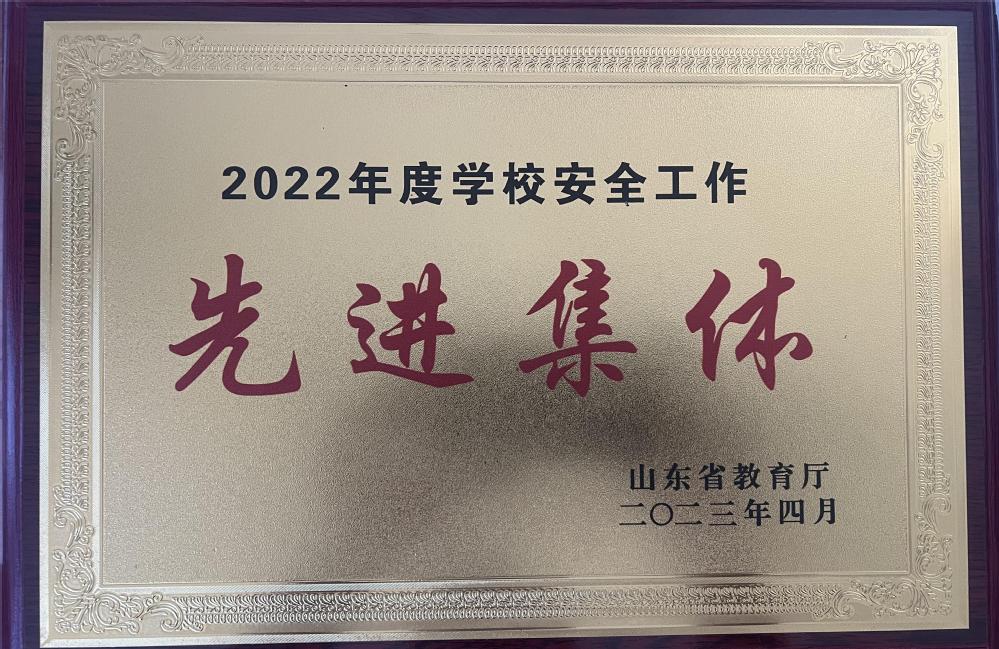 2022年度学校安全工作
先进集体
山东省教育厅
二〇二三年四月